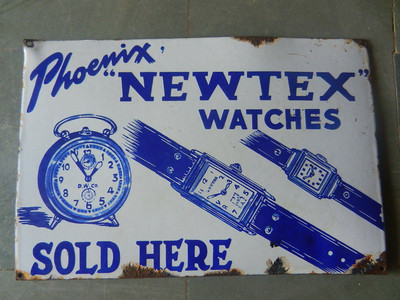 Phoenix'
"NEWTEX"
WATCHES
D.W.CO.
SOLD HERE